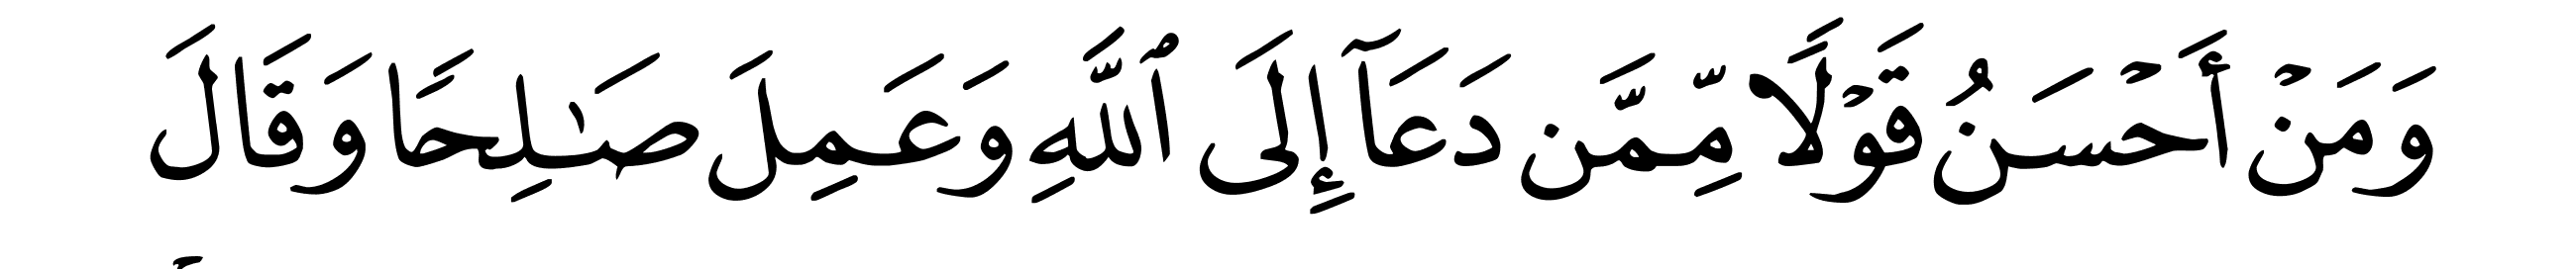 وَمَنْ أَحْسَنُ قَوْلًا مِّمَّن دَعَآ إِلَى ٱللَّهِ وَعَمِلَ صَـٰلِحًا وَقَالَ